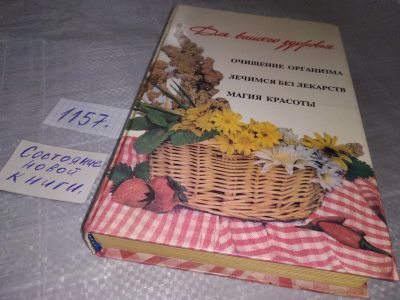 Для вашего здоровья
ОЧИЩЕНИЕ ОРГАНИЗМА
ЛЕЧИМСЯ БЕЗ ЛЕКАРСТВ
МАГИЯ КРАСОТЫ
1157.
Состояние
новой
книги.